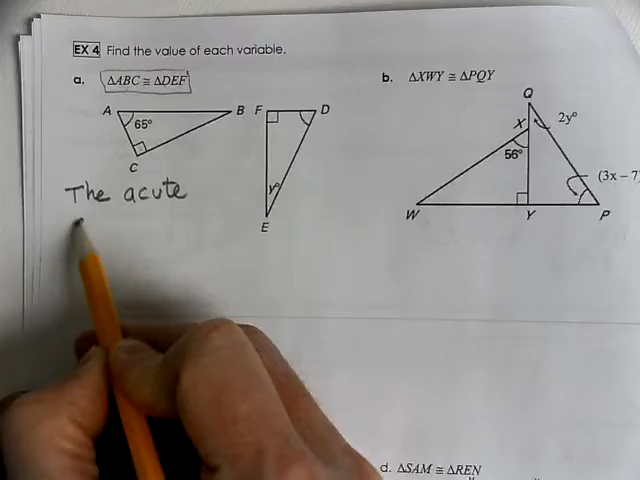 EX 4 Find the value of each variable.
a. △ABC ≅ △DEF
b. △XWY ≅ △PQY
A
65°
B
C
F
D
y°
E
Q
X
2y°
56°
(3x – 7
W
Y
P
The acute
d. △SAM ≅ △REN